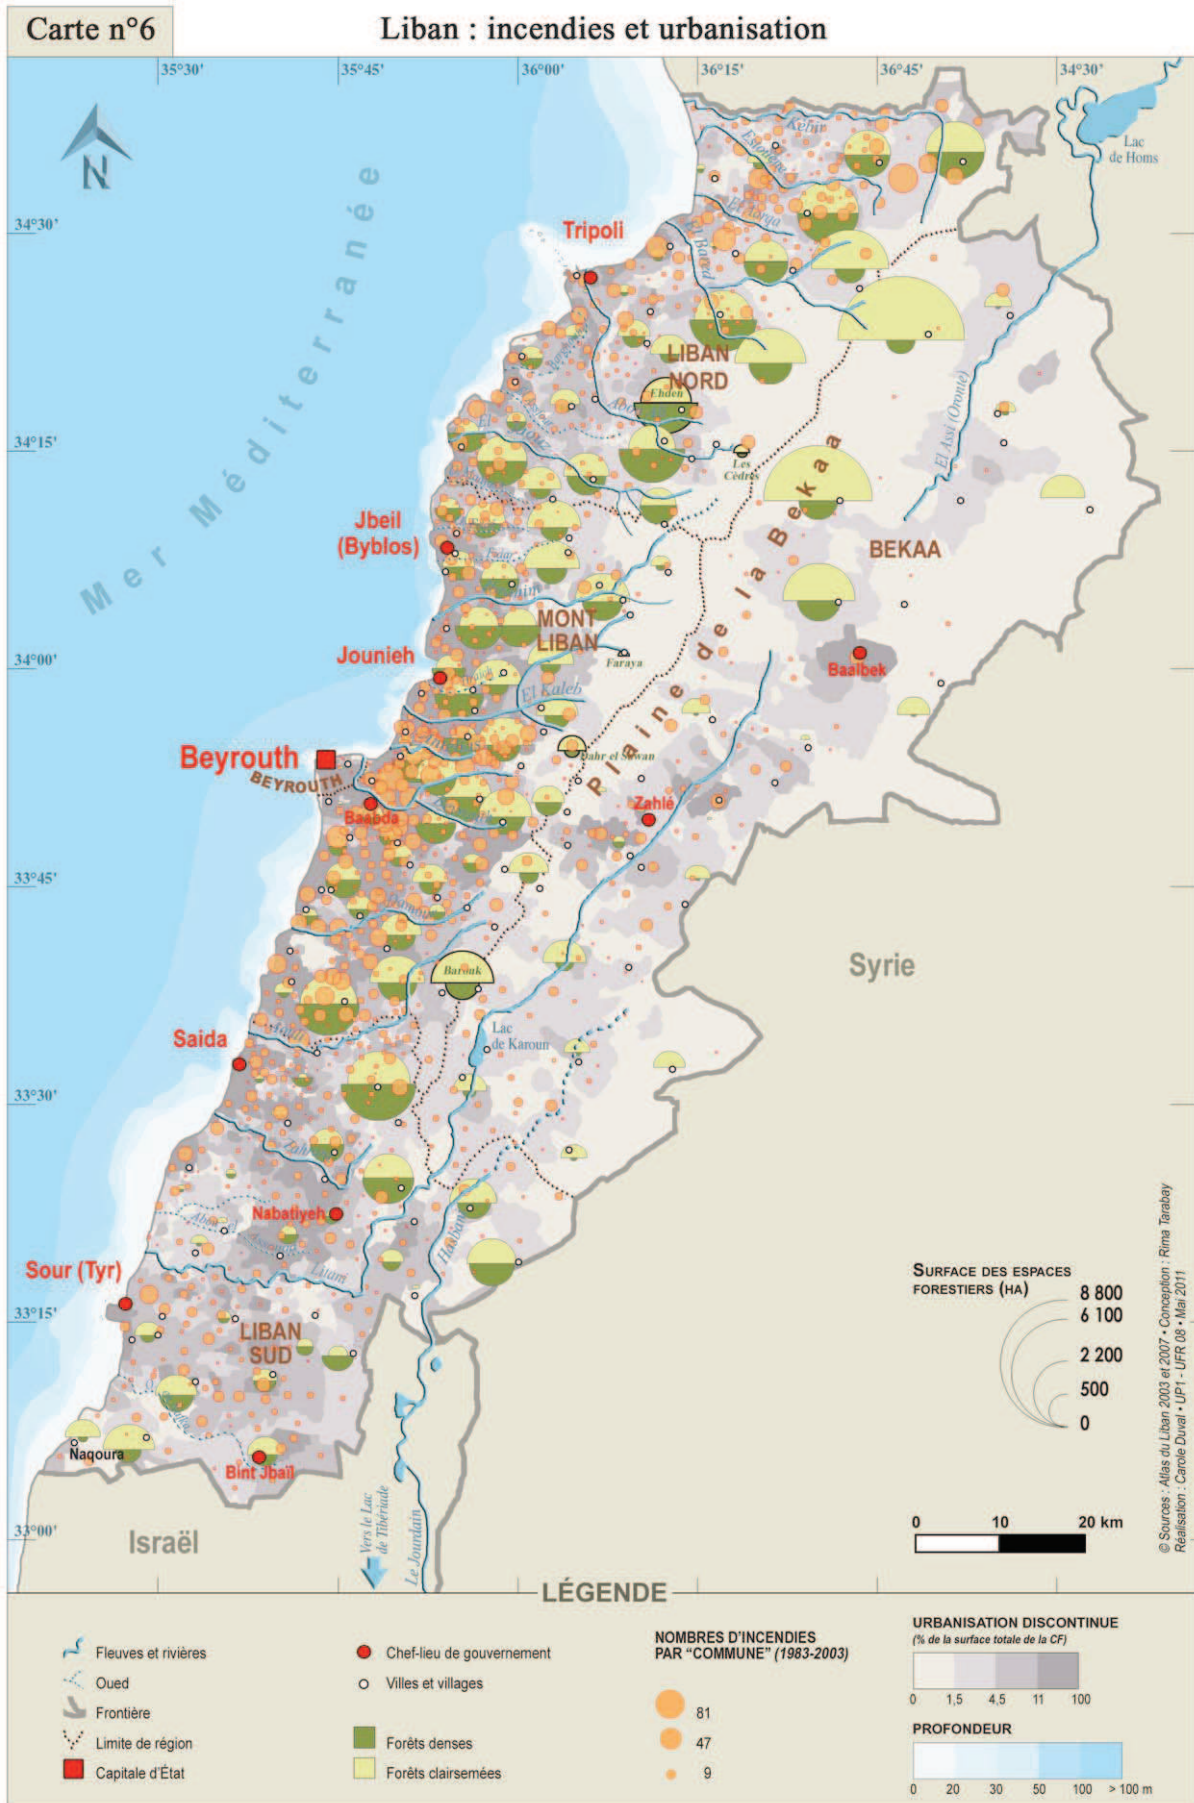 Carte n°6
Liban : incendies et urbanisation
35°30'
35°45'
36°00'
36°15'
36°45'
34°30'
N
Kebir
Estouene
Lac
de Homs
34°30'
Tripoli
El Bared
LIBAN
NORD
Ehden
Mer Méditerranée
El Assi (Oronte)
34°15'
Les
Cèdres
Jbeil
(Byblos)
BEKAA
Plaine de la Bekaa
MONT
LIBAN
34°00'
Jounieh
Faraya
Baalbek
El Kaleb
Beyrouth
BEYROUTH
Dahr el Sawan
Baabda
Zahlé
33°45'
Damour
Barouk
Syrie
Saida
Lac
de Karoun
33°30'
Nabatiyeh
Hasbani
Sour (Tyr)
Litani
33°15'
LIBAN
SUD
Naqoura
Bint Jbaïl
33°00'
Israël
Vers le Lac
de Tibériade
Le Jourdain
SURFACE DES ESPACES
FORESTIERS (HA)
8 800
6 100
2 200
500
0
0 10 20 km
© Sources : Atlas du Liban 2003 et 2007 • Conception : Rima Tarabay
Réalisation : Carole Duval • UP1 - UFR 08 • Mai 2011
LÉGENDE
Fleuves et rivières
Oued
Frontière
Limite de région
Capitale d'État
Chef-lieu de gouvernement
Villes et villages
Forêts denses
Forêts clairsemées
NOMBRES D'INCENDIES
PAR "COMMUNE" (1983-2003)
81
47
9
URBANISATION DISCONTINUE
(% de la surface totale de la CF)
0 1,5 4,5 11 100
PROFONDEUR
0 20 30 50 100 > 100 m